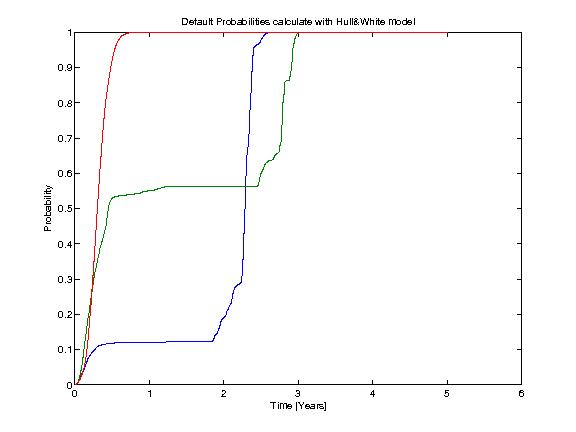 Default Probabilities calculate with Hull&White Model
1
0.9
0.8
0.7
0.6
0.5
0.4
0.3
0.2
0.1
0
Probability
0 1 2 3 4 5 6
Time [Years]